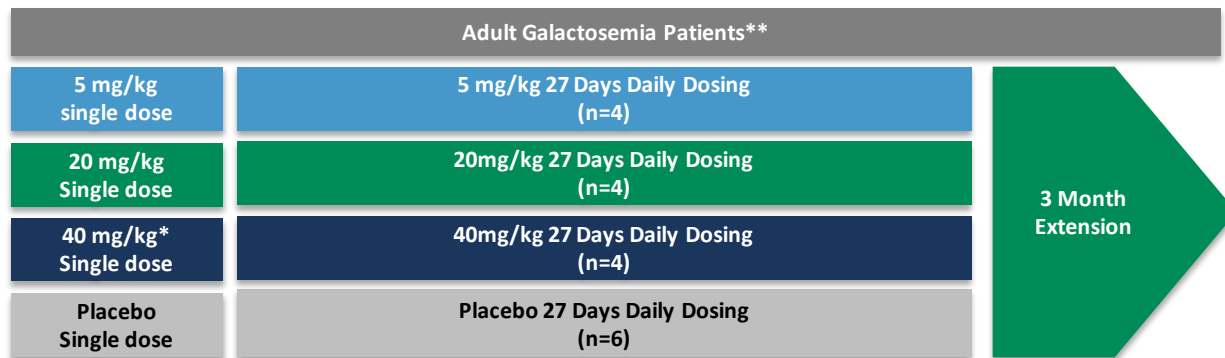 Adult Galactosemia Patients**
5 mg/kg
single dose
5 mg/kg 27 Days Daily Dosing
(n=4)
20 mg/kg
Single dose
20mg/kg 27 Days Daily Dosing
(n=4)
40 mg/kg*
Single dose
40mg/kg 27 Days Daily Dosing
(n=4)
Placebo
Single dose
Placebo 27 Days Daily Dosing
(n=6)
3 Month
Extension